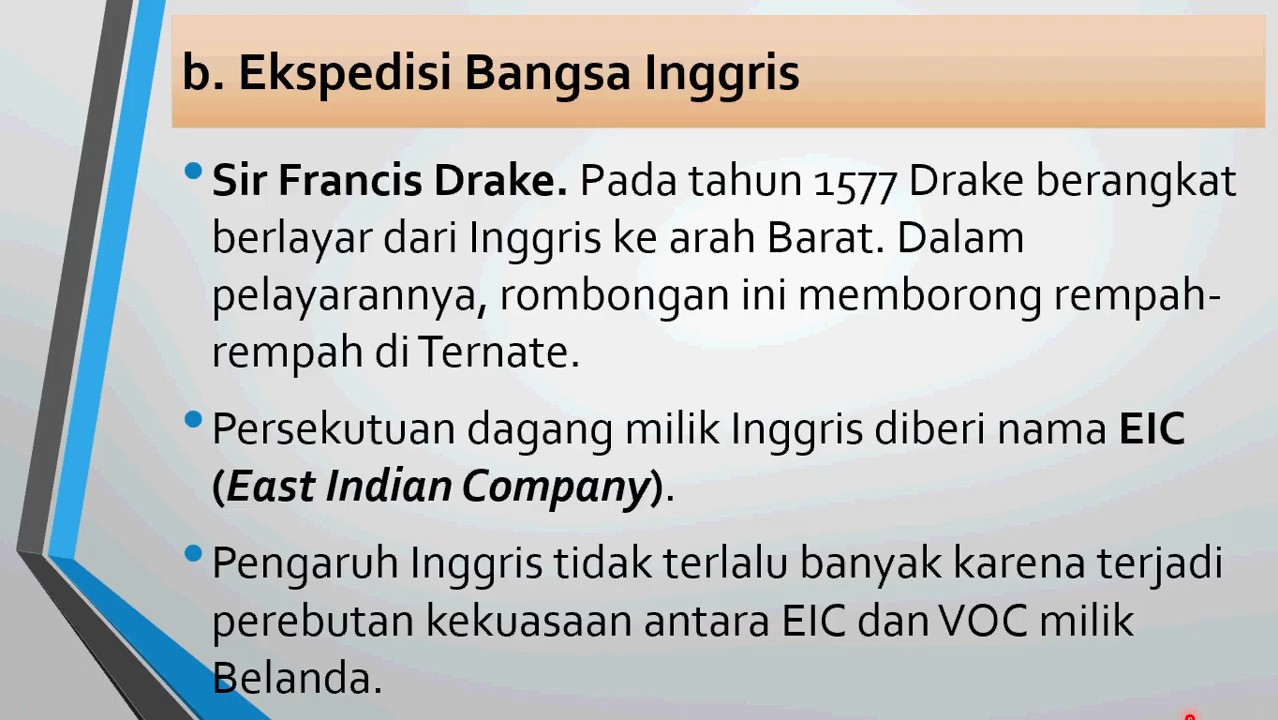 b. Ekspedisi Bangsa Inggris
• Sir Francis Drake. Pada tahun 1577 Drake berangkat
berlayar dari Inggris ke arah Barat. Dalam
pelayarannya, rombongan ini memborong rempah-
rempah di Ternate.
• Persekutuan dagang milik Inggris diberi nama EIC
(East Indian Company).
• Pengaruh Inggris tidak terlalu banyak karena terjadi
perebutan kekuasaan antara EIC dan VOC milik
Belanda.